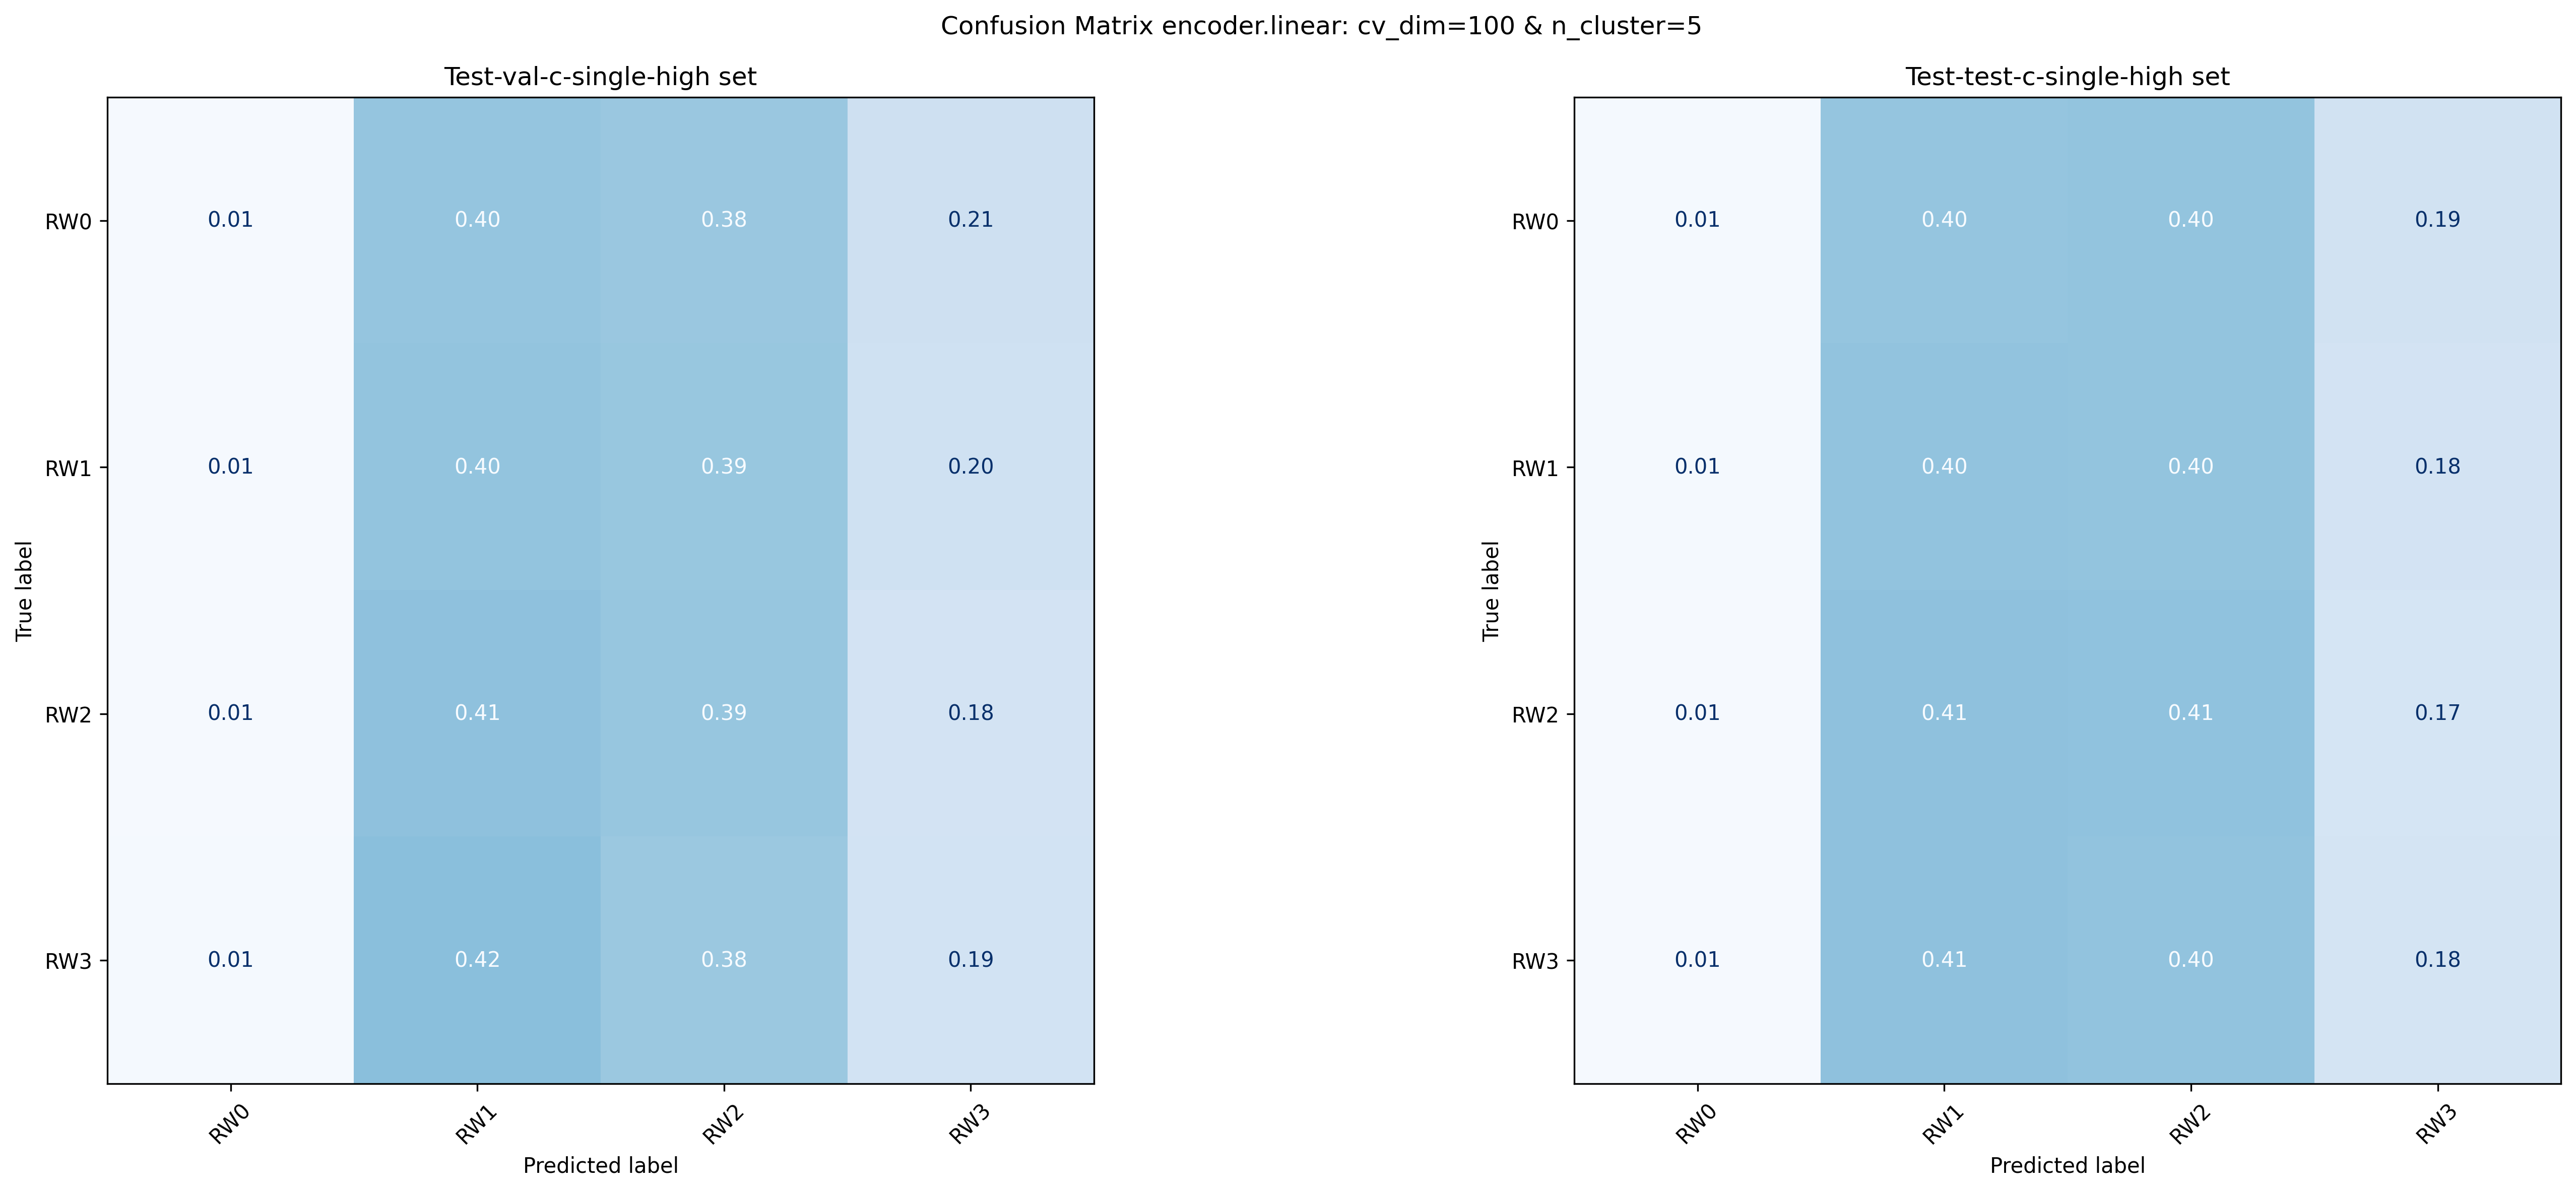 Confusion Matrix encoder.linear: cv_dim=100 & n_cluster=5
Test-val-c-single-high set
True label
RW0 0.01 0.40 0.38 0.21
RW1 0.01 0.40 0.39 0.20
RW2 0.01 0.41 0.39 0.18
RW3 0.01 0.42 0.38 0.19
RW0 RW1 RW2 RW3
Predicted label
Test-test-c-single-high set
True label
RW0 0.01 0.40 0.40 0.19
RW1 0.01 0.40 0.40 0.18
RW2 0.01 0.41 0.41 0.17
RW3 0.01 0.41 0.40 0.18
RW0 RW1 RW2 RW3
Predicted label